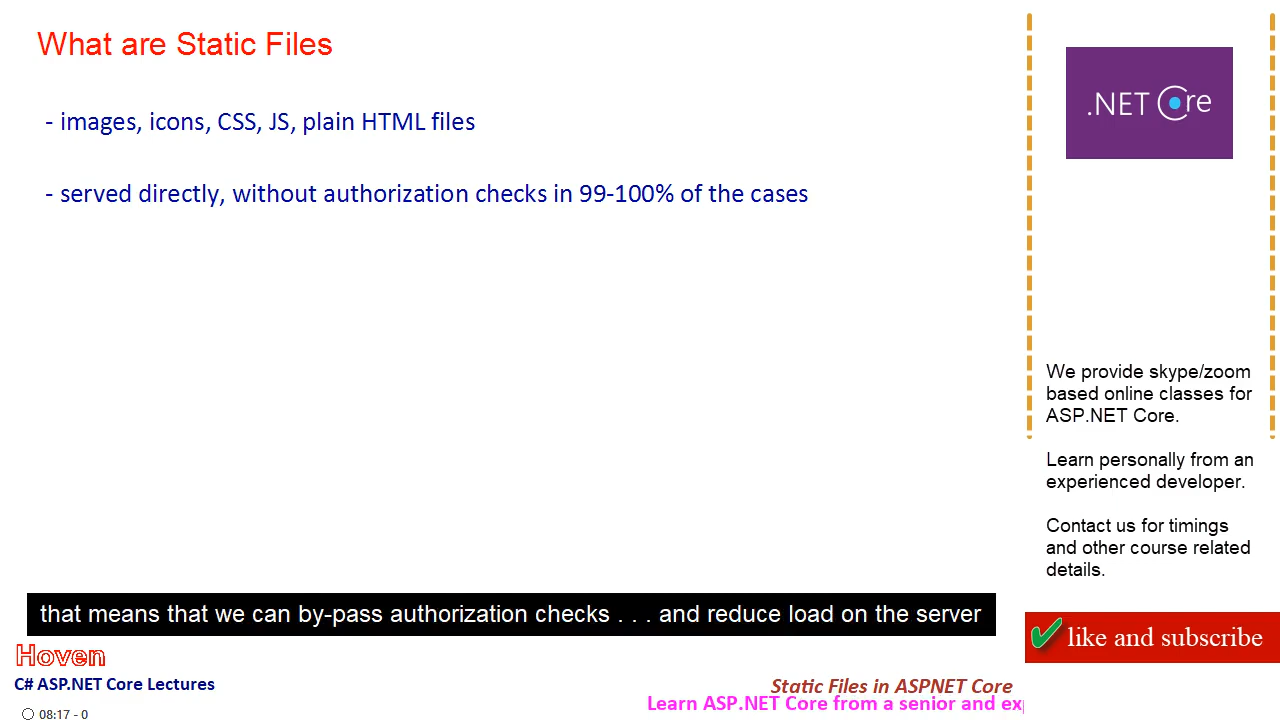 What are Static Files
- images, icons, CSS, JS, plain HTML files
- served directly, without authorization checks in 99-100% of the cases
.NET Core
We provide skype/zoom
based online classes for
ASP.NET Core.
Learn personally from an
experienced developer.
Contact us for timings
and other course related
details.
that means that we can by-pass authorization checks . . . and reduce load on the server
like and subscribe
Hoven
C# ASP.NET Core Lectures
Static Files in ASPNET Core
Learn ASP.NET Core from a senior and ex
08:17 - 0